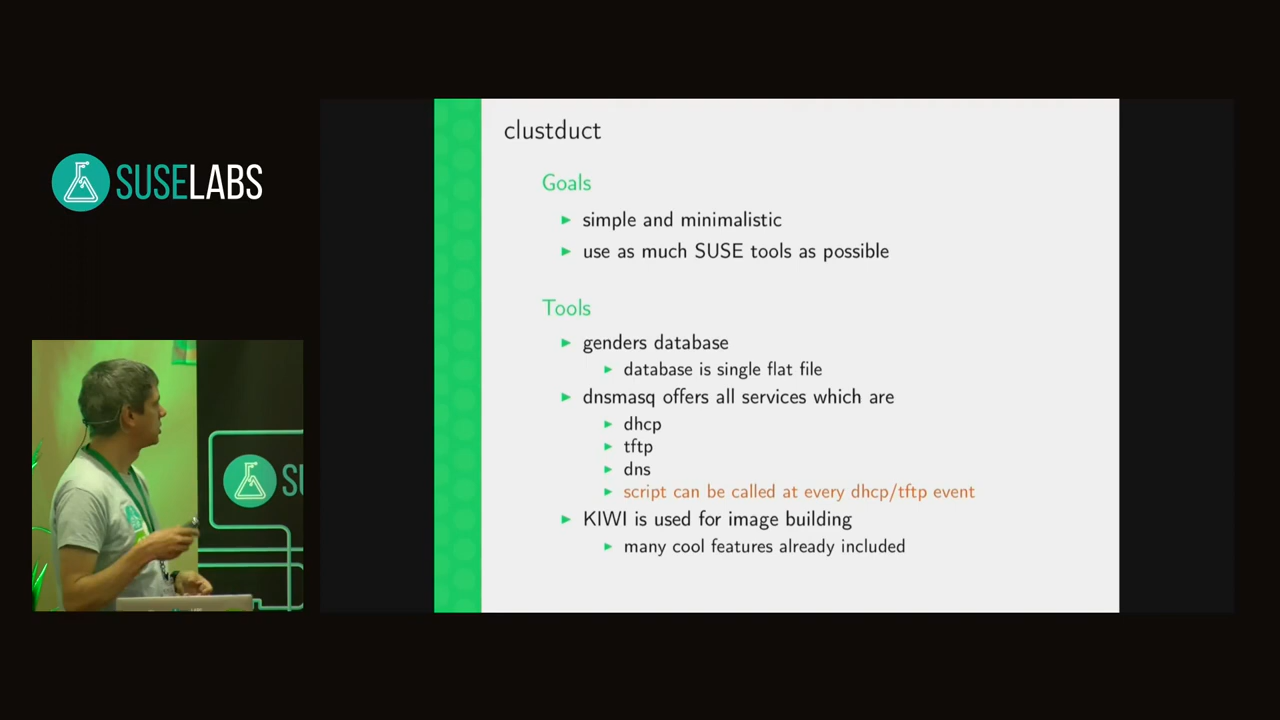 SUSELABS
clustduct
Goals
simple and minimalistic
use as much SUSE tools as possible
Tools
genders database
database is single flat file
dnsmasq offers all services which are
dhcp
tftp
dns
script can be called at every dhcp/tftp event
KIWI is used for image building
many cool features already included
SU